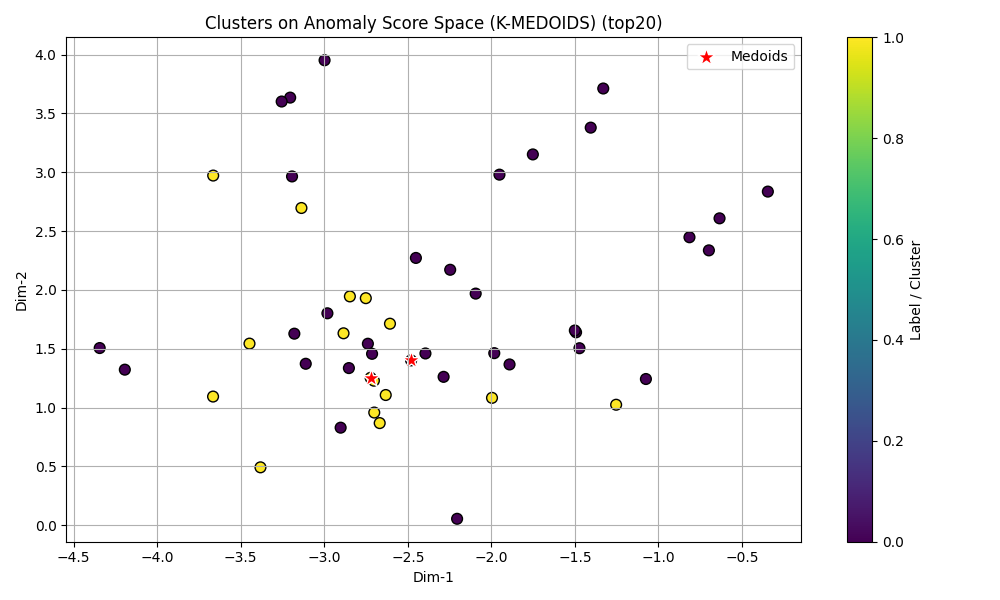 Clusters on Anomaly Score Space (K-MEDOIDS) (top20)
Medoids
4.0
3.5
3.0
2.5
2.0
1.5
1.0
0.5
0.0
Dim-2
−4.5 −4.0 −3.5 −3.0 −2.5 −2.0 −1.5 −1.0 −0.5
Dim-1
1.0
0.8
0.6
0.4
0.2
0.0
Label / Cluster